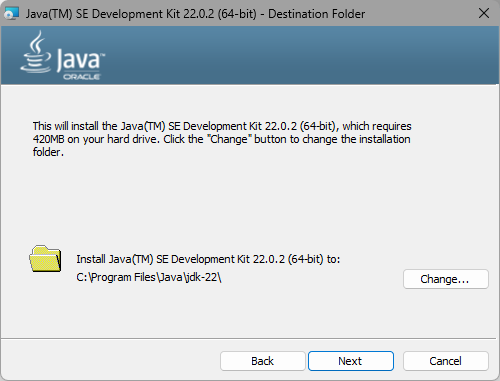 Java(TM) SE Development Kit 22.0.2 (64-bit) - Destination Folder
Java
ORACLE
This will install the Java(TM) SE Development Kit 22.0.2 (64-bit), which requires
420MB on your hard drive. Click the "Change" button to change the installation
folder.
Install Java(TM) SE Development Kit 22.0.2 (64-bit) to:
C:\Program Files\Java\jdk-22\
Change...
Back
Next
Cancel